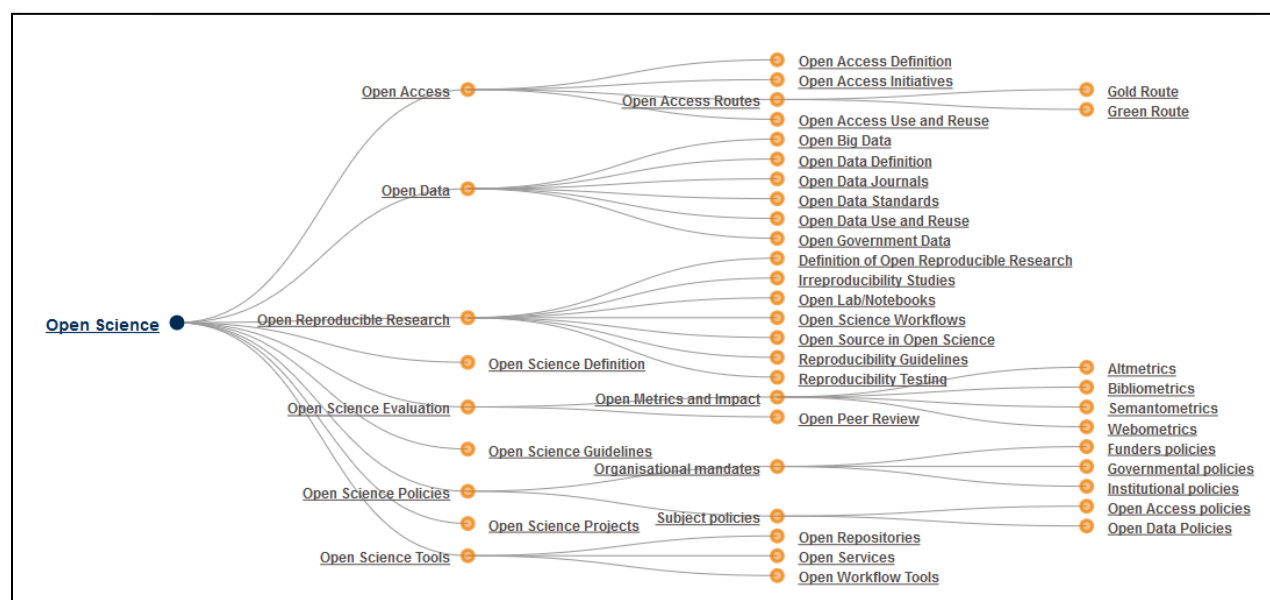 Open Science
Open Access
Open Access Definition
Open Access Initiatives
Open Access Routes
Gold Route
Green Route
Open Access Use and Reuse
Open Data
Open Big Data
Open Data Definition
Open Data Journals
Open Data Standards
Open Data Use and Reuse
Open Government Data
Open Reproducible Research
Definition of Open Reproducible Research
Irreproducibility Studies
Open Lab/Notebooks
Open Science Workflows
Open Source in Open Science
Reproducibility Guidelines
Reproducibility Testing
Open Science Definition
Open Science Evaluation
Open Metrics and Impact
Altmetrics
Bibliometrics
Semantometrics
Webometrics
Open Peer Review
Open Science Guidelines
Open Science Policies
Organisational mandates
Funders policies
Governmental policies
Institutional policies
Subject policies
Open Access policies
Open Data Policies
Open Science Projects
Open Science Tools
Open Repositories
Open Services
Open Workflow Tools